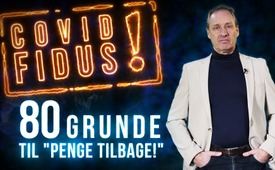 COVID
FIDUS!
80 GRUNDE
TIL "PENGE TILBAGE!"